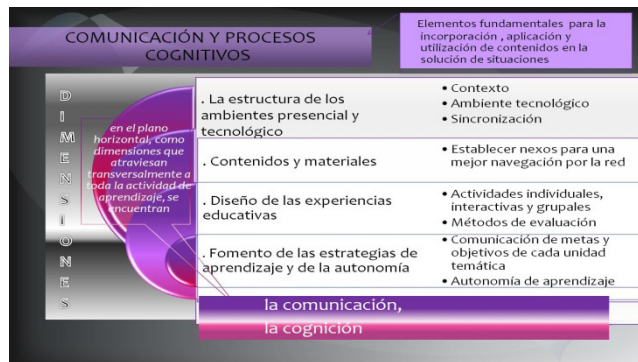 COMUNICACIÓN Y PROCESOS
COGNITIVOS
Elementos fundamentales para la
incorporación , aplicación y
utilización de contenidos en la
solución de situaciones
DIMENSIONES
en el plano
horizontal, como
dimensiones que
atraviesan
transversalmente a
toda la actividad de
aprendizaje, se
encuentran
. La estructura de los
ambientes presencial y
tecnológico
• Contexto
• Ambiente tecnológico
• Sincronización
. Contenidos y materiales
• Establecer nexos para una
mejor navegación por la red
. Diseño de las experiencias
educativas
• Actividades individuales,
interactivas y grupales
• Métodos de evaluación
. Fomento de las estrategias de
aprendizaje y de la autonomía
• Comunicación de metas y
objetivos de cada unidad
temática
• Autonomía de aprendizaje
la comunicación,
la cognición